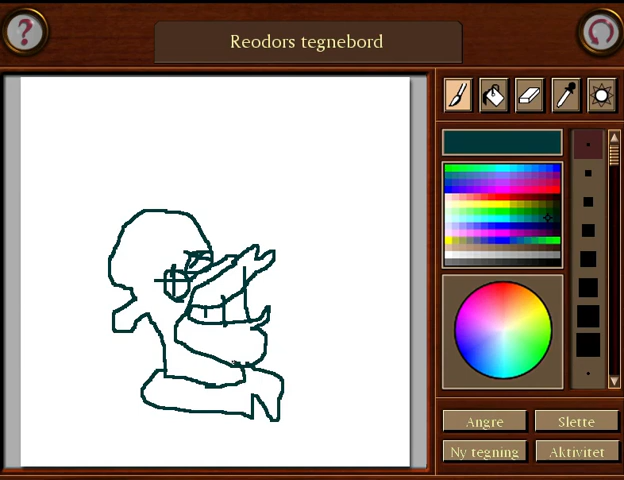 ?
Reodors tegnebord
Angre
Slette
Ny tegning
Aktivitet